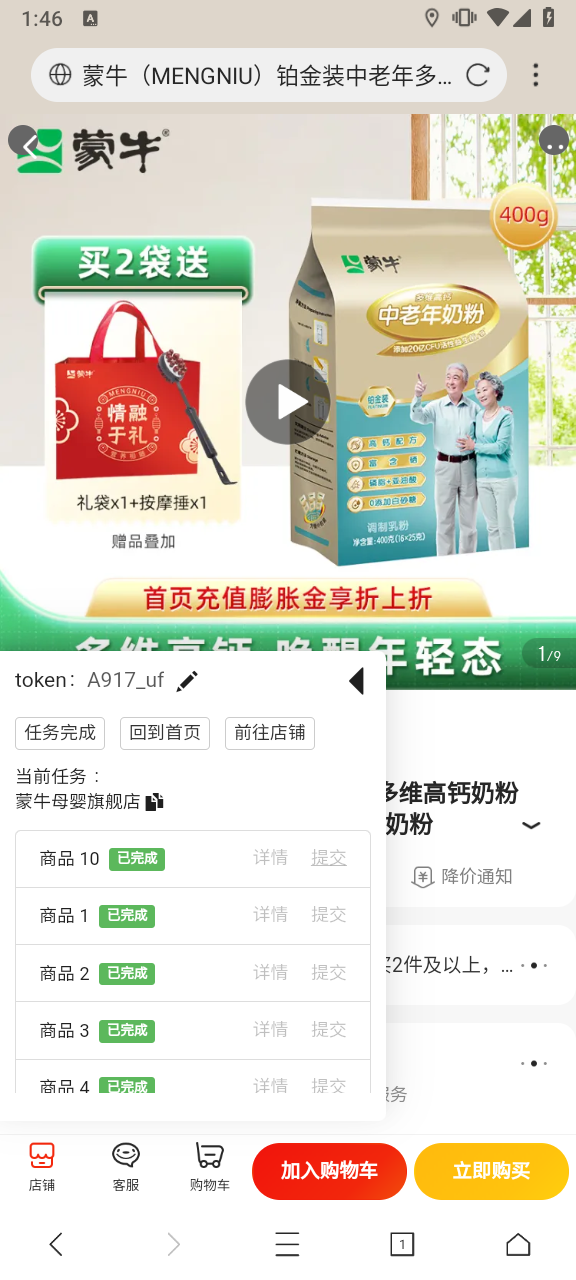 1:46
A
蒙牛（MENGNIU）铂金装中老年多...
蒙牛®
400g
买2袋送
蒙牛
MENGNIU
情融
于礼
礼袋x1+按摩捶x1
赠品叠加
蒙牛
多维高钙
中老年奶粉
添加20亿CFU活性益生菌
铂金装
PLATINUM
高钙配方
富含硒
磷脂+亚油酸
0添加白砂糖
调制乳粉
净含量:400克(16×25克)
首页充值膨胀金享折上折
多维高钙 唤醒年轻态
1/9
token： A917_uf
任务完成
回到首页
前往店铺
当前任务：
蒙牛母婴旗舰店
商品 10 已完成 详情 提交
商品 1 已完成 详情 提交
商品 2 已完成 详情 提交
商品 3 已完成 详情 提交
商品 4 已完成 详情 提交
多维高钙奶粉
奶粉
降价通知
买2件及以上，...
服务
店铺
客服
购物车
加入购物车
立即购买
1